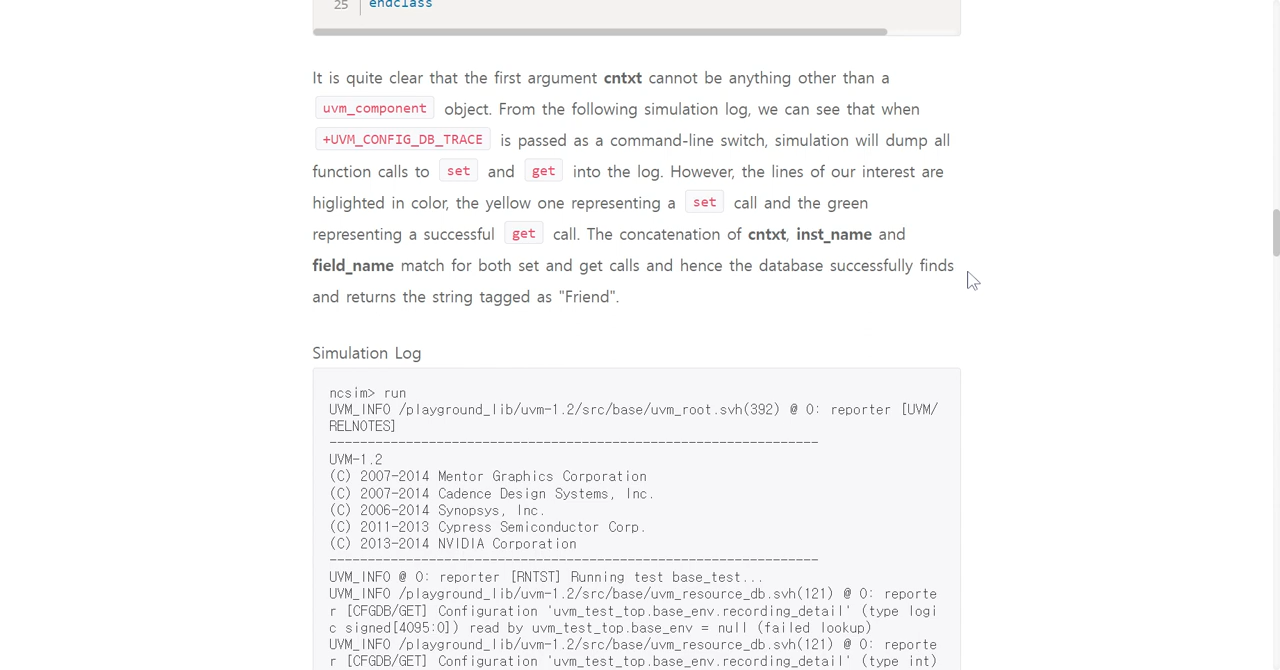 25 endclass
It is quite clear that the first argument cntxt cannot be anything other than a
uvm_component object. From the following simulation log, we can see that when
+UVM_CONFIG_DB_TRACE is passed as a command-line switch, simulation will dump all
function calls to set and get into the log. However, the lines of our interest are
higlighted in color, the yellow one representing a set call and the green
representing a successful get call. The concatenation of cntxt, inst_name and
field_name match for both set and get calls and hence the database successfully finds
and returns the string tagged as "Friend".
Simulation Log
ncsim> run
UVM_INFO /playground_lib/uvm-1.2/src/base/uvm_root.svh(392) @ 0: reporter [UVM/
RELNOTES]
----------------------------------------------------------------
UVM-1.2
(C) 2007-2014 Mentor Graphics Corporation
(C) 2007-2014 Cadence Design Systems, Inc.
(C) 2006-2014 Synopsys, Inc.
(C) 2011-2013 Cypress Semiconductor Corp.
(C) 2013-2014 NVIDIA Corporation
----------------------------------------------------------------
UVM_INFO @ 0: reporter [RNTST] Running test base_test...
UVM_INFO /playground_lib/uvm-1.2/src/base/uvm_resource_db.svh(121) @ 0: reporte
r [CFGDB/GET] Configuration 'uvm_test_top.base_env.recording_detail' (type logi
c signed[4095:0]) read by uvm_test_top.base_env = null (failed lookup)
UVM_INFO /playground_lib/uvm-1.2/src/base/uvm_resource_db.svh(121) @ 0: reporte
r [CFGDB/GET] Configuration 'uvm_test_top.base_env.recording_detail' (type int)